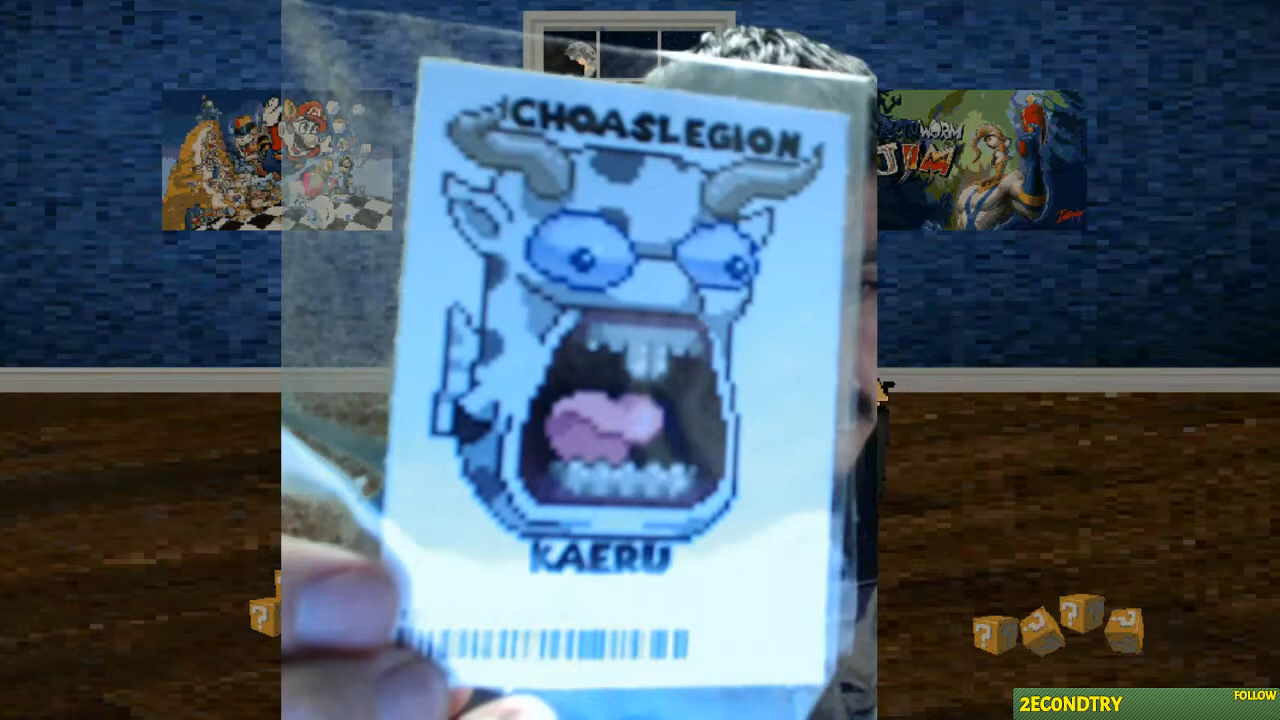 CHOASLEGION
EARTHWORM
JIM
KAERU
FOLLOW
2ECONDTRY